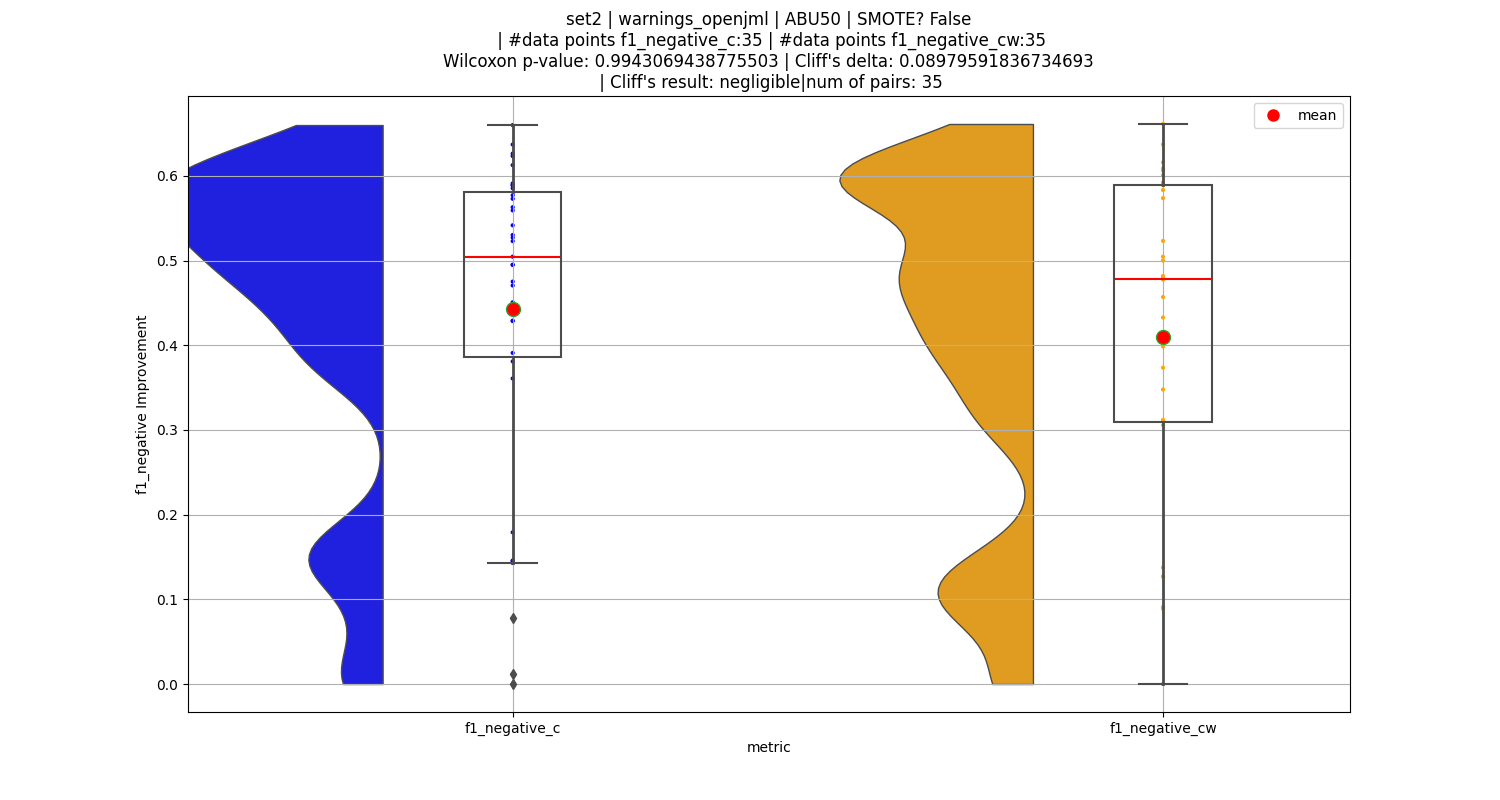 set2 | warnings_openjml | ABU50 | SMOTE? False
| #data points f1_negative_c:35 | #data points f1_negative_cw:35
Wilcoxon p-value: 0.9943069438775503 | Cliff's delta: 0.08979591836734693
| Cliff's result: negligible|num of pairs: 35
mean
0.6
0.5
0.4
0.3
0.2
0.1
0.0
f1_negative Improvement
f1_negative_c
f1_negative_cw
metric